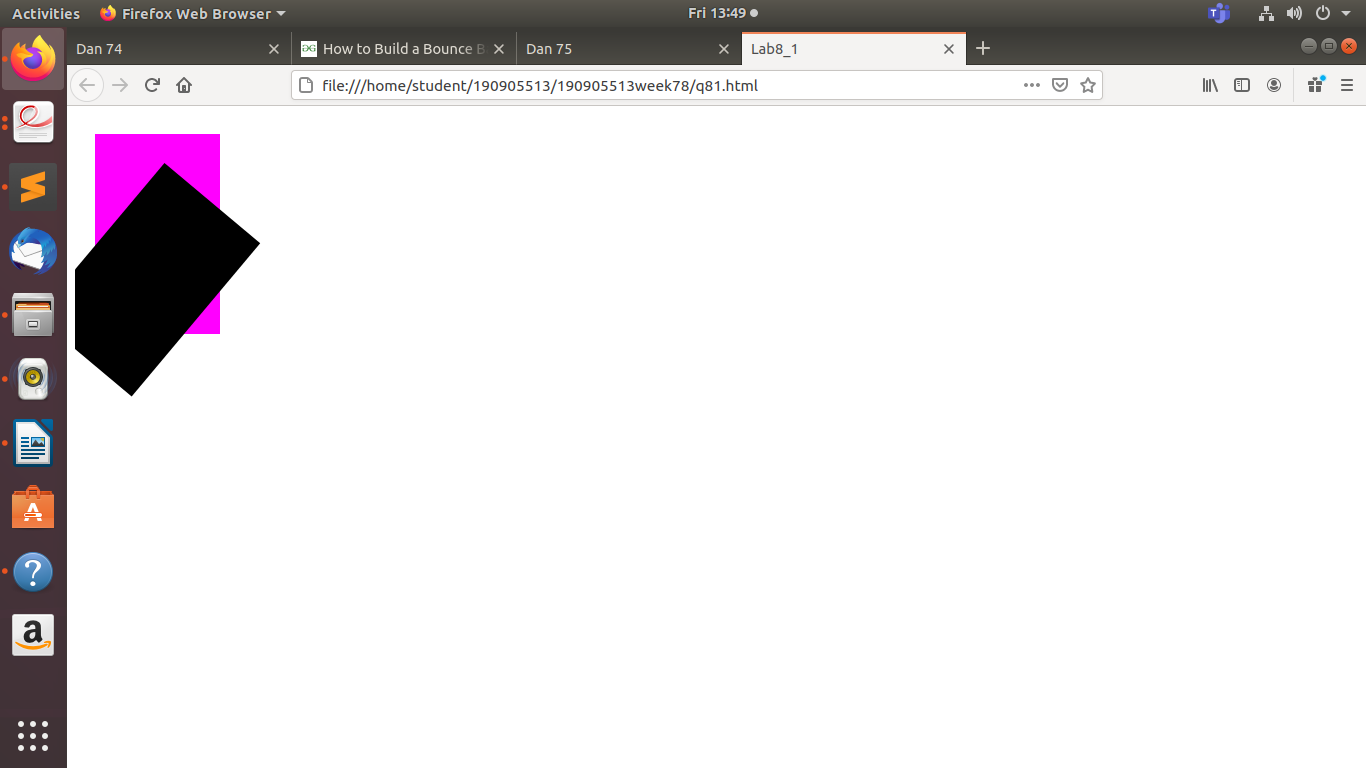 Activities Firefox Web Browser Fri 13:49
Dan 74 How to Build a Bounce B Dan 75 Lab8_1
file:///home/student/190905513/190905513week78/q81.html